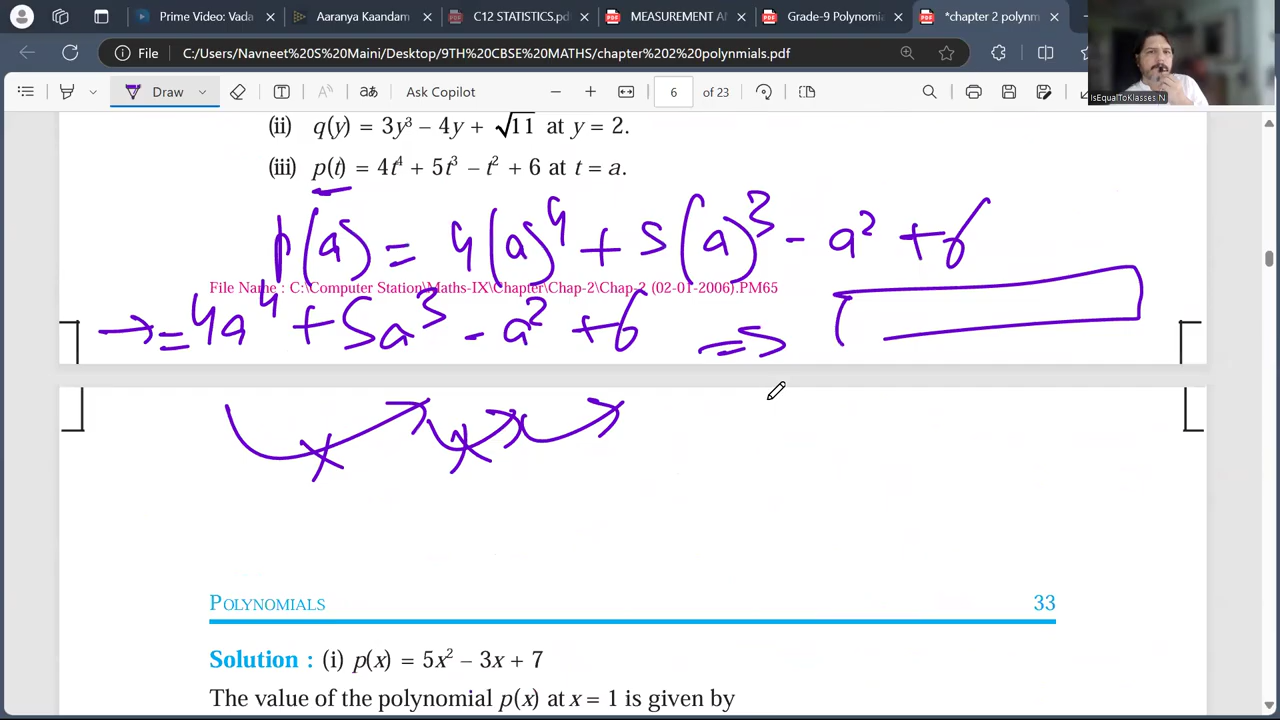 Prime Video: Vada
Aaranya Kaandam
C12 STATISTICS.pdf
MEASUREMENT AN
Grade-9 Polynomia
*chapter 2 polynm
File C:/Users/Navneet%20S%20Maini/Desktop/9TH%20CBSE%20MATHS/chapter%202%20polynmials.pdf
Draw
Ask Copilot
6 of 23
IsEqualToKlasses N
(ii) q(y) = 3y³ – 4y + √11 at y = 2.
(iii) p(t) = 4t⁴ + 5t³ – t² + 6 at t = a.
p(a) = 4(a)⁴ + 5(a)³ - a² + 6
File Name : C:\Computer Station\Maths-IX\Chapter\Chap-2\Chap-2 (02-01-2006).PM65
→ = 4a⁴ + 5a³ - a² + 6 ⇒
POLYNOMIALS 33
Solution : (i) p(x) = 5x² – 3x + 7
The value of the polynomial p(x) at x = 1 is given by